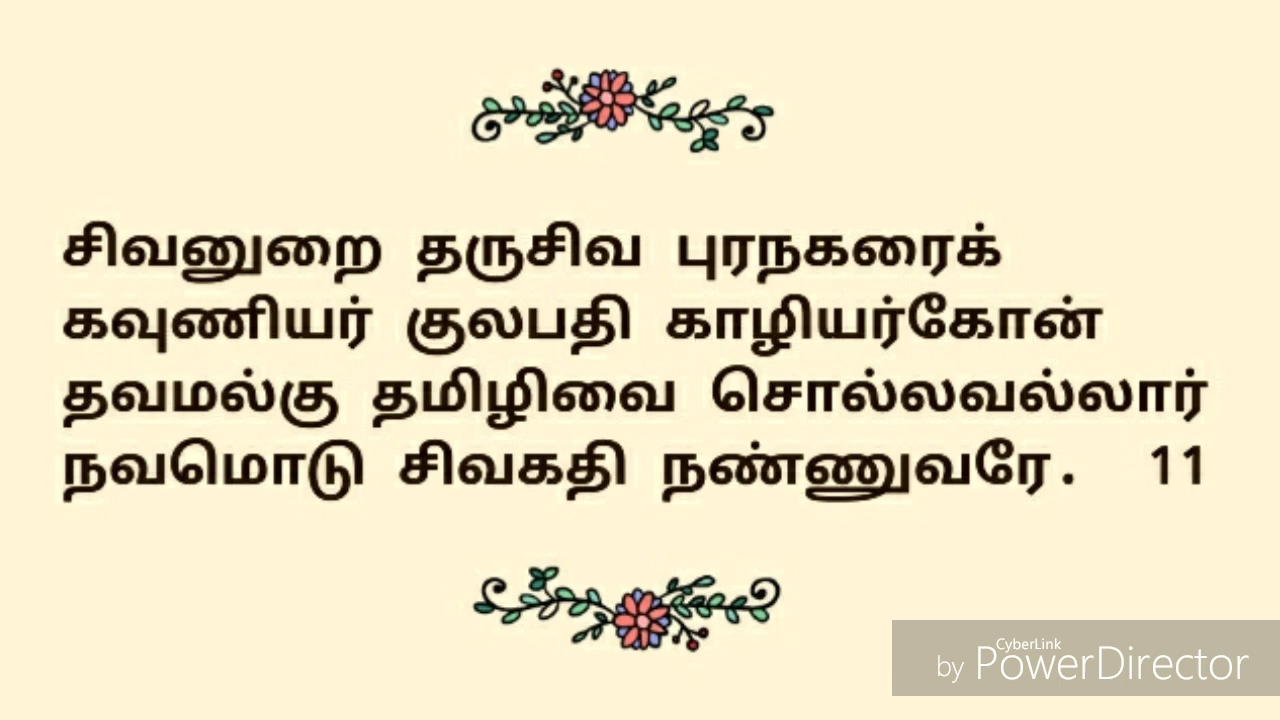 சிவனுறை தருசிவ புரநகரைக்
கவுணியர் குலபதி காழியர்கோன்
தவமல்கு தமிழிவை சொல்லவல்லார்
நவமொடு சிவகதி நண்ணுவரே. 11
CyberLink
by PowerDirector